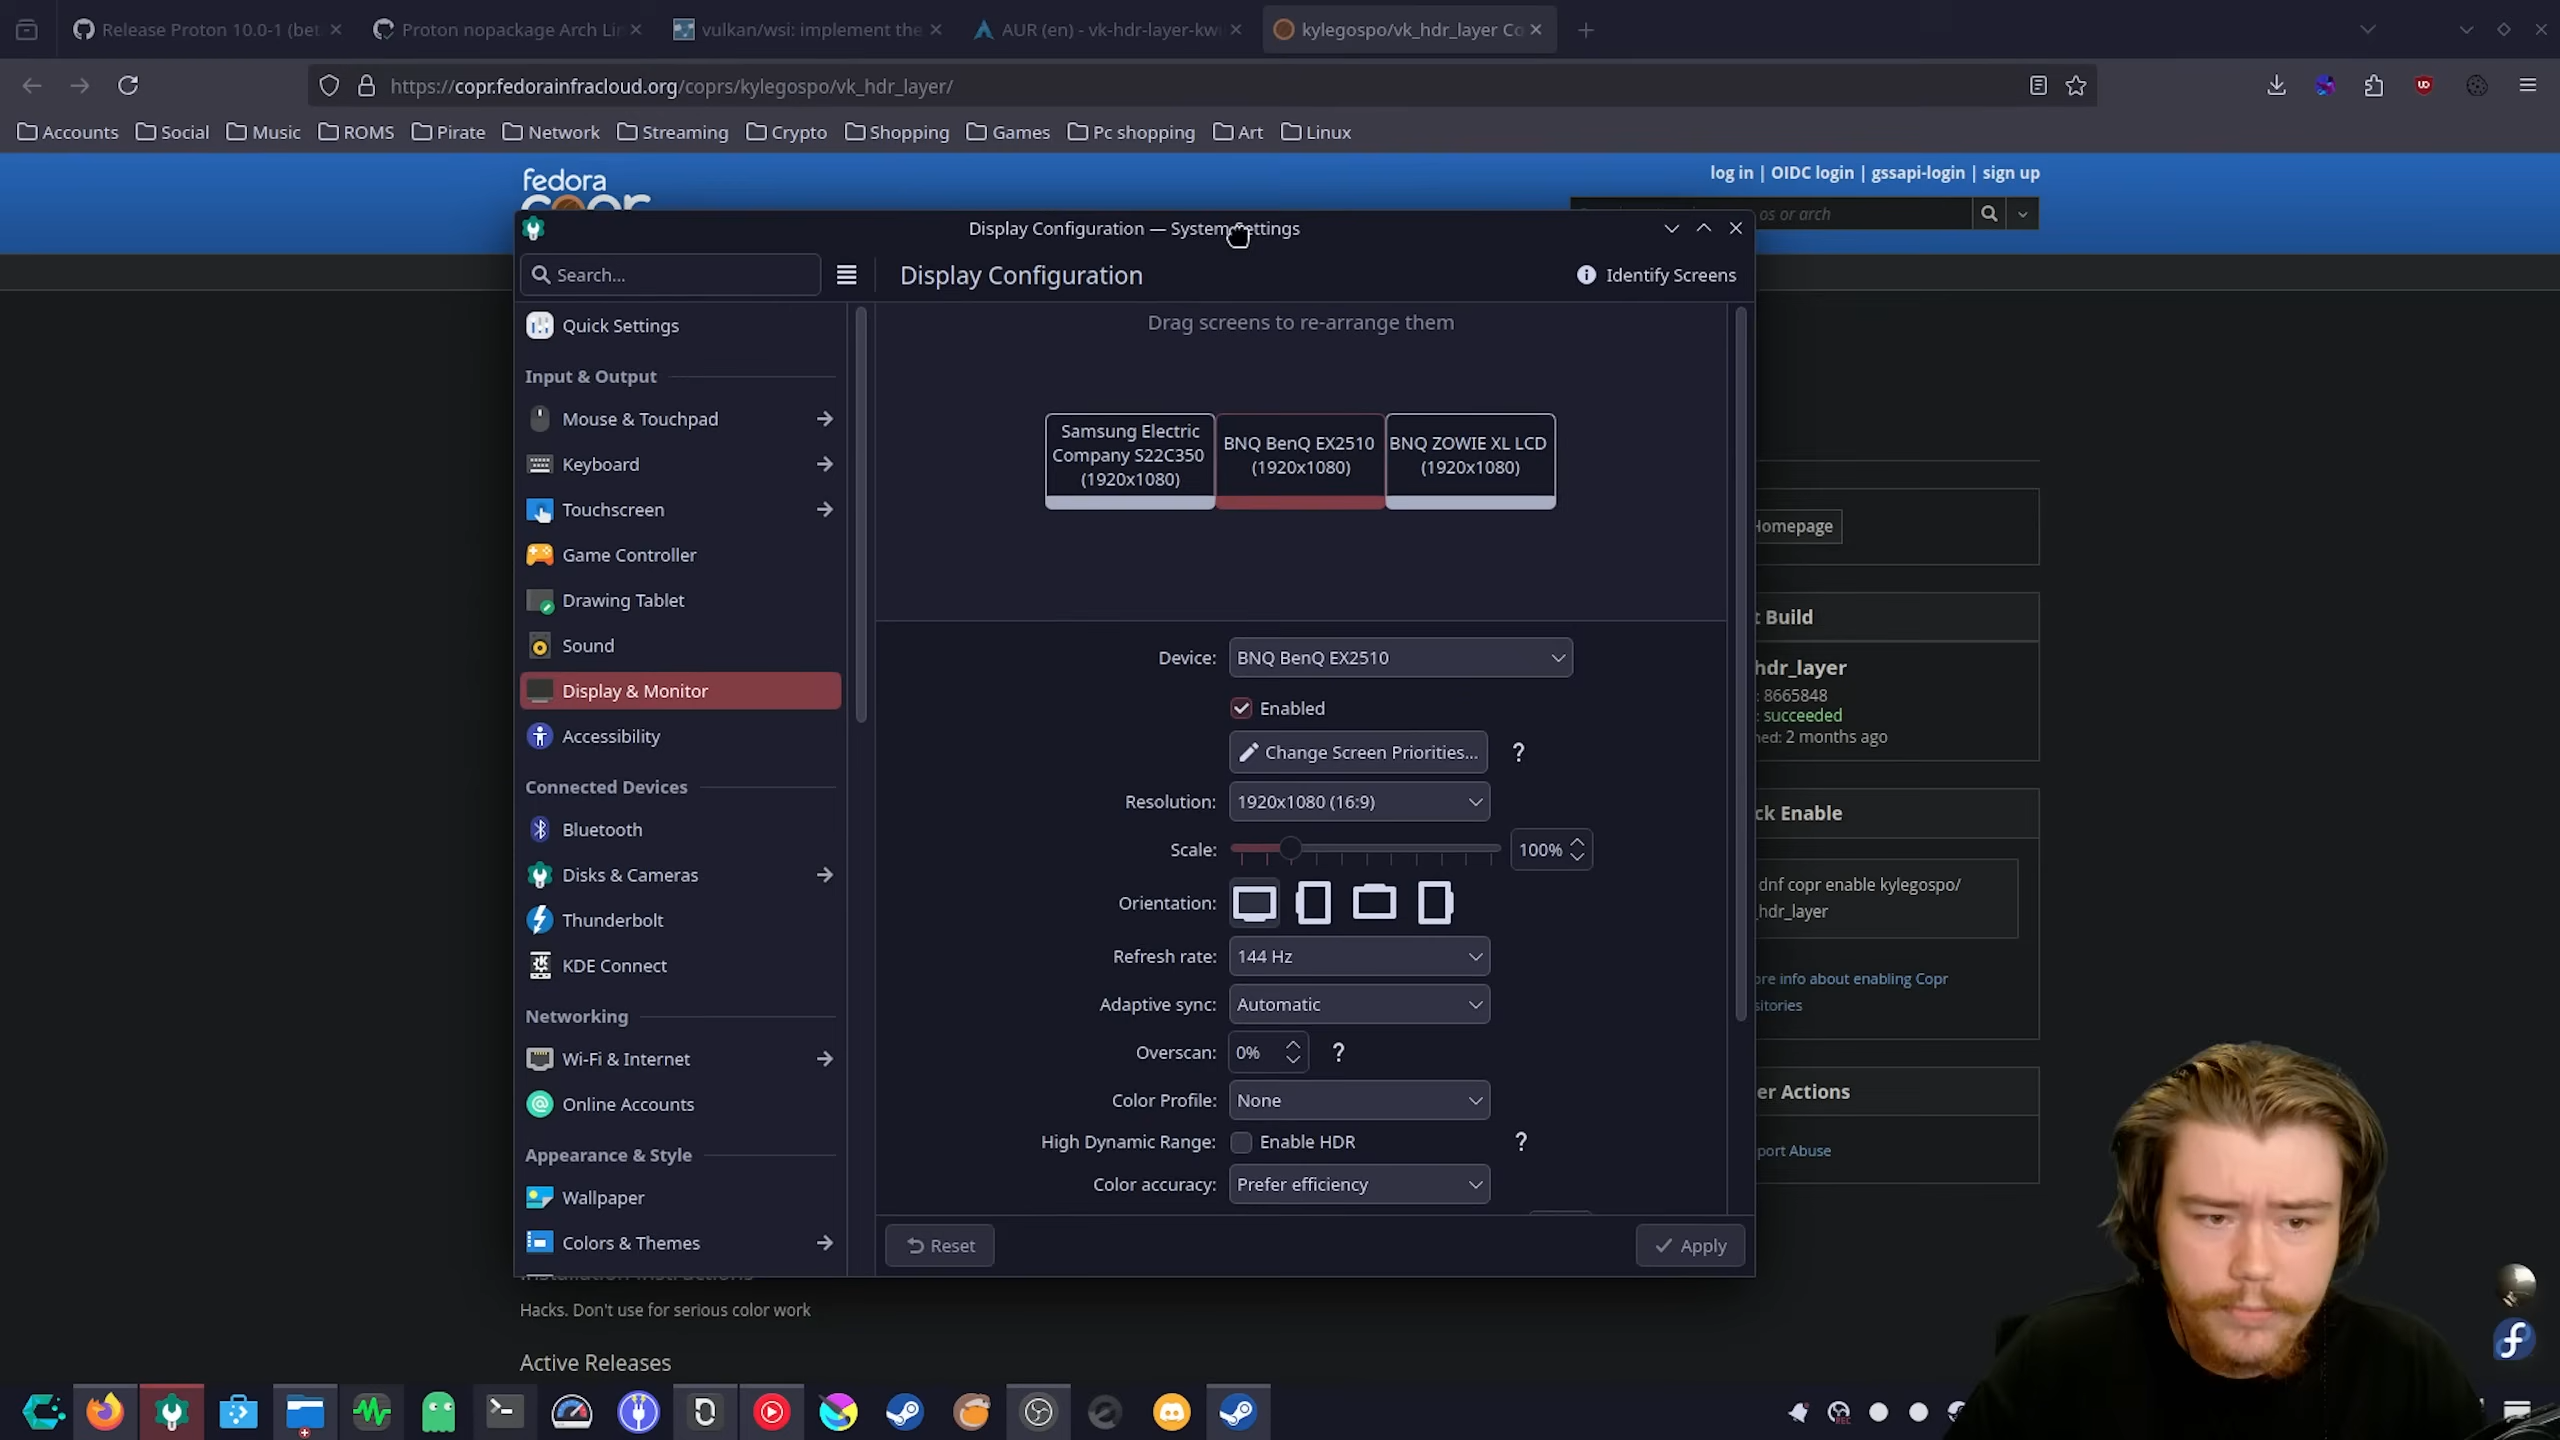 Release Proton 10.0-1 (bet
Proton nopackage Arch Lin
vulkan/wsi: implement the
AUR (en) - vk-hdr-layer-kw
kylegospo/vk_hdr_layer Co
https://copr.fedorainfracloud.org/coprs/kylegospo/vk_hdr_layer/
Accounts
Social
Music
ROMS
Pirate
Network
Streaming
Crypto
Shopping
Games
Pc shopping
Art
Linux
fedora
copr
log in | OIDC login | gssapi-login | sign up
os or arch
Display Configuration — System Settings
Search...
Display Configuration
Identify Screens
Quick Settings
Input & Output
Mouse & Touchpad
Keyboard
Touchscreen
Game Controller
Drawing Tablet
Sound
Display & Monitor
Accessibility
Connected Devices
Bluetooth
Disks & Cameras
Thunderbolt
KDE Connect
Networking
Wi-Fi & Internet
Online Accounts
Appearance & Style
Wallpaper
Colors & Themes
Drag screens to re-arrange them
Samsung Electric
Company S22C350
(1920x1080)
BNQ BenQ EX2510
(1920x1080)
BNQ ZOWIE XL LCD
(1920x1080)
Device:
BNQ BenQ EX2510
Enabled
Change Screen Priorities...
?
Resolution:
1920x1080 (16:9)
Scale:
100%
Orientation:
Refresh rate:
144 Hz
Adaptive sync:
Automatic
Overscan:
0%
?
Color Profile:
None
High Dynamic Range:
Enable HDR
?
Color accuracy:
Prefer efficiency
Reset
Apply
Homepage
t Build
hdr_layer
: 8665848
: succeeded
ned: 2 months ago
ck Enable
dnf copr enable kylegospo/
_hdr_layer
ore info about enabling Copr
sitories
er Actions
port Abuse
Installation Instructions
Hacks. Don't use for serious color work
Active Releases
REC